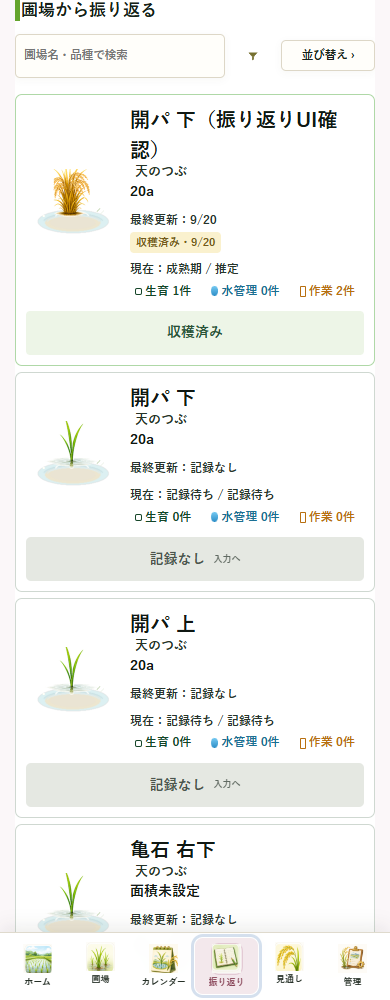 圃場から振り返る
圃場名・品種で検索
並び替え ›
開パ 下（振り返りUI確
認）
天のつぶ
20a
最終更新：9/20
収穫済み・9/20
現在：成熟期 / 推定
生育 1件 水管理 0件 作業 2件
収穫済み
開パ 下
天のつぶ
20a
最終更新：記録なし
現在：記録待ち / 記録待ち
生育 0件 水管理 0件 作業 0件
記録なし 入力へ
開パ 上
天のつぶ
20a
最終更新：記録なし
現在：記録待ち / 記録待ち
生育 0件 水管理 0件 作業 0件
記録なし 入力へ
亀石 右下
天のつぶ
面積未設定
最終更新：記録なし
ホーム 圃場 カレンダー 振り返り 見通し 管理